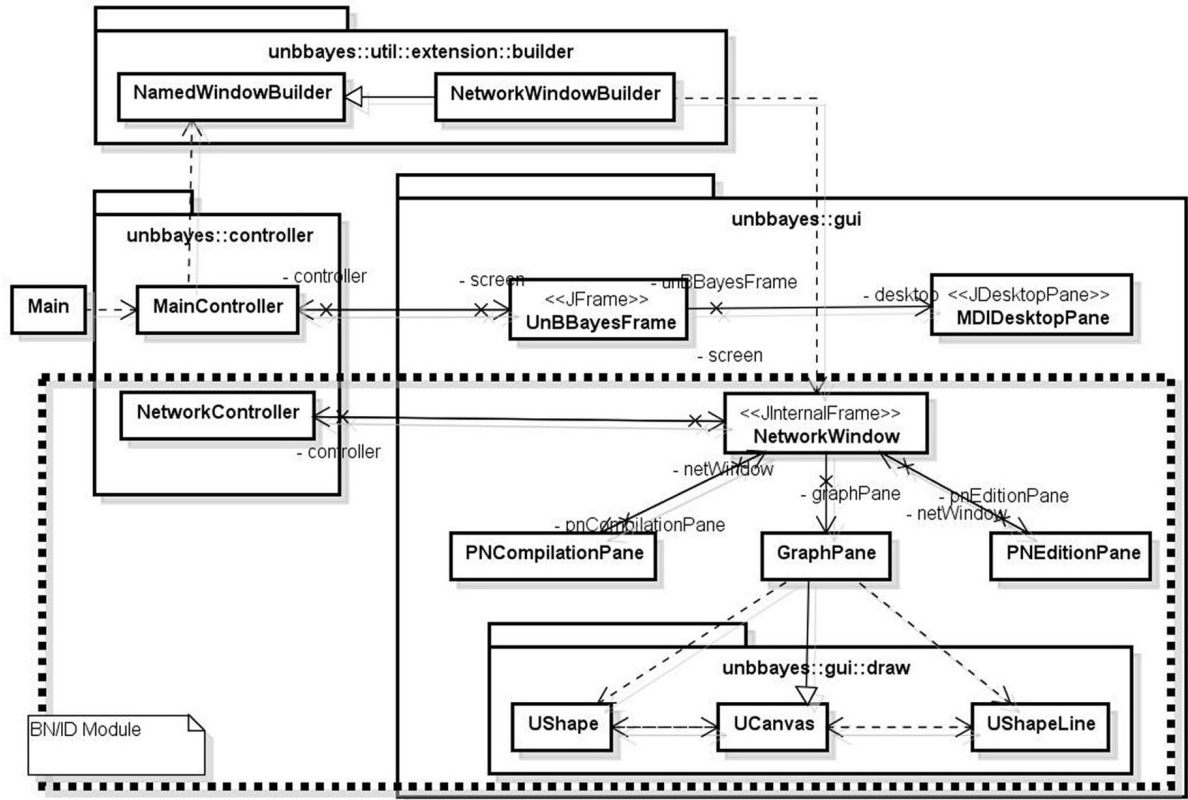 unbbayes::util::extension::builder
NamedWindowBuilder
NetworkWindowBuilder
unbbayes::gui
unbbayes::controller
- controller
- screen
- unBBayesFrame
- desktop
Main
MainController
<<JFrame>>
UnBBayesFrame
<<JDesktopPane>>
MDIDesktopPane
- screen
NetworkController
<<JInternalFrame>>
NetworkWindow
- controller
- netWindow
- graphPane
- pnEditionPane
- netWindow
- pnCompilationPane
PNCompilationPane
GraphPane
PNEditionPane
unbbayes::gui::draw
UShape
UCanvas
UShapeLine
BN/ID Module